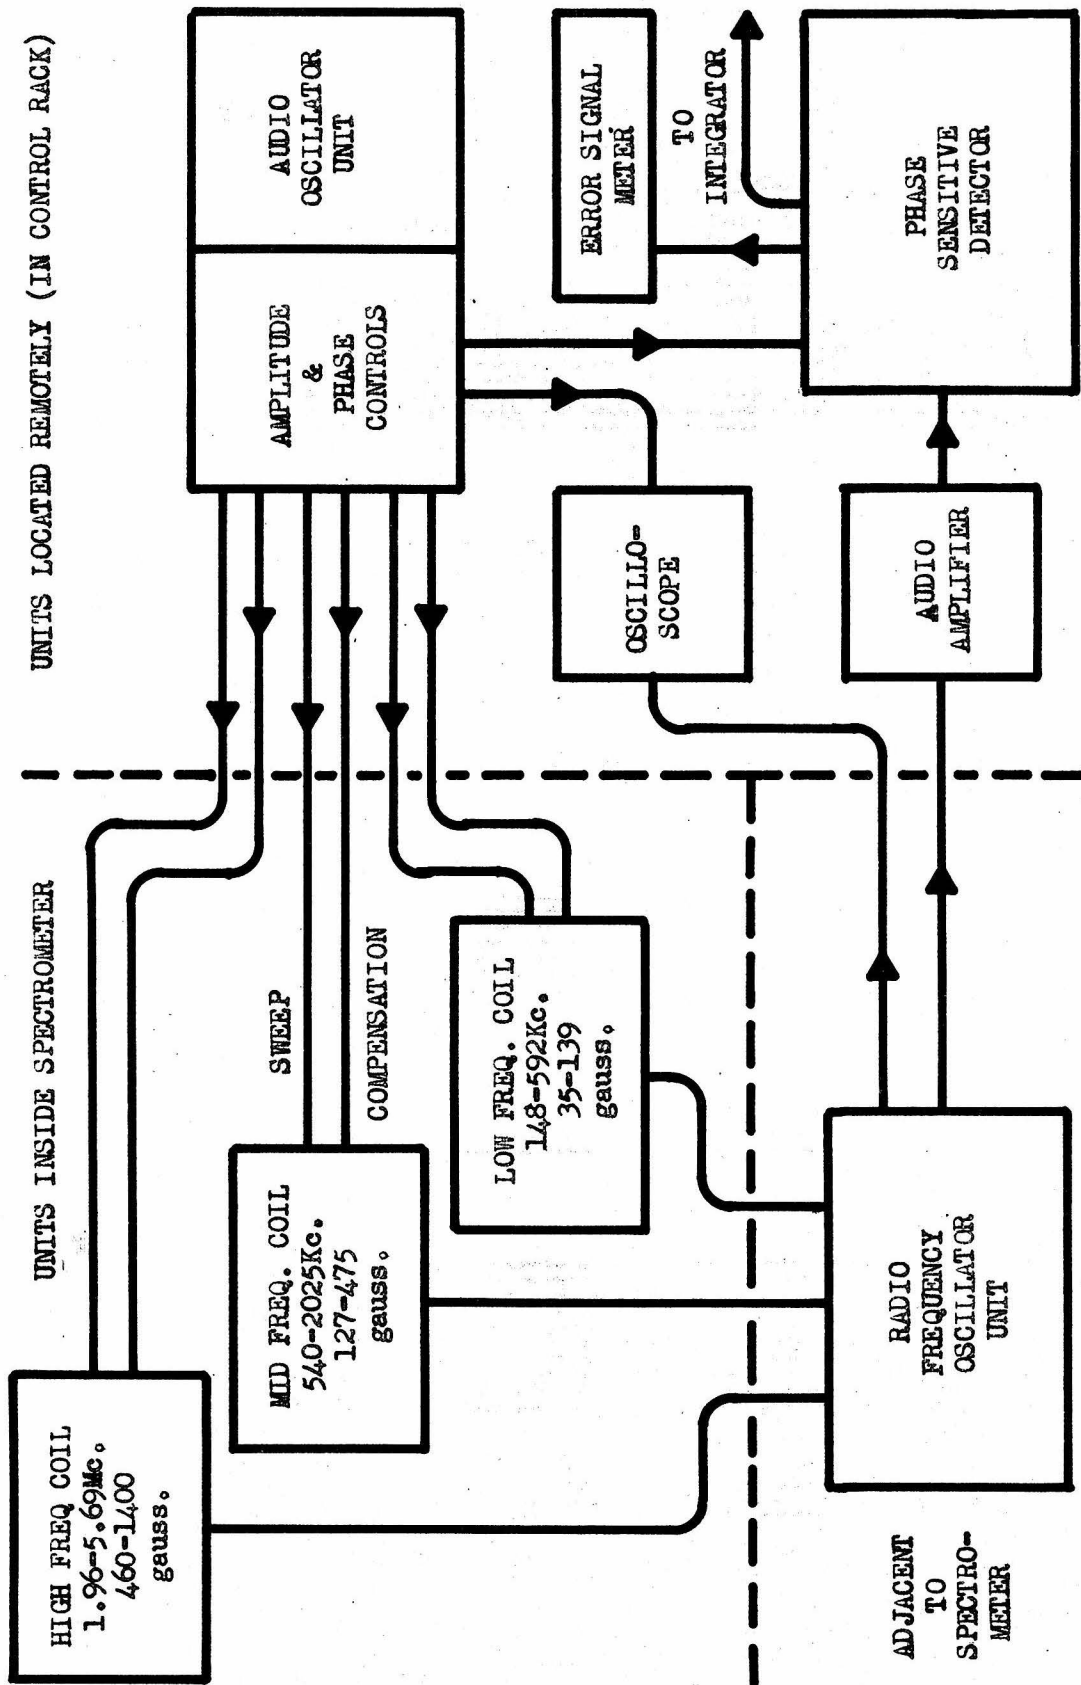 UNITS INSIDE SPECTROMETER
UNITS LOCATED REMOTELY (IN CONTROL RACK)
HIGH FREQ COIL
1.96-5.69Mc.
460-1400
gauss.
MID FREQ. COIL
540-2025Kc.
127-475
gauss.
SWEEP
COMPENSATION
LOW FREQ. COIL
148-592Kc.
35-139
gauss.
AMPLITUDE
&
PHASE
CONTROLS
AUDIO
OSCILLATOR
UNIT
OSCILLO-
SCOPE
ERROR SIGNAL
METER
TO
INTEGRATOR
ADJACENT
TO
SPECTRO-
METER
RADIO
FREQUENCY
OSCILLATOR
UNIT
AUDIO
AMPLIFIER
PHASE
SENSITIVE
DETECTOR